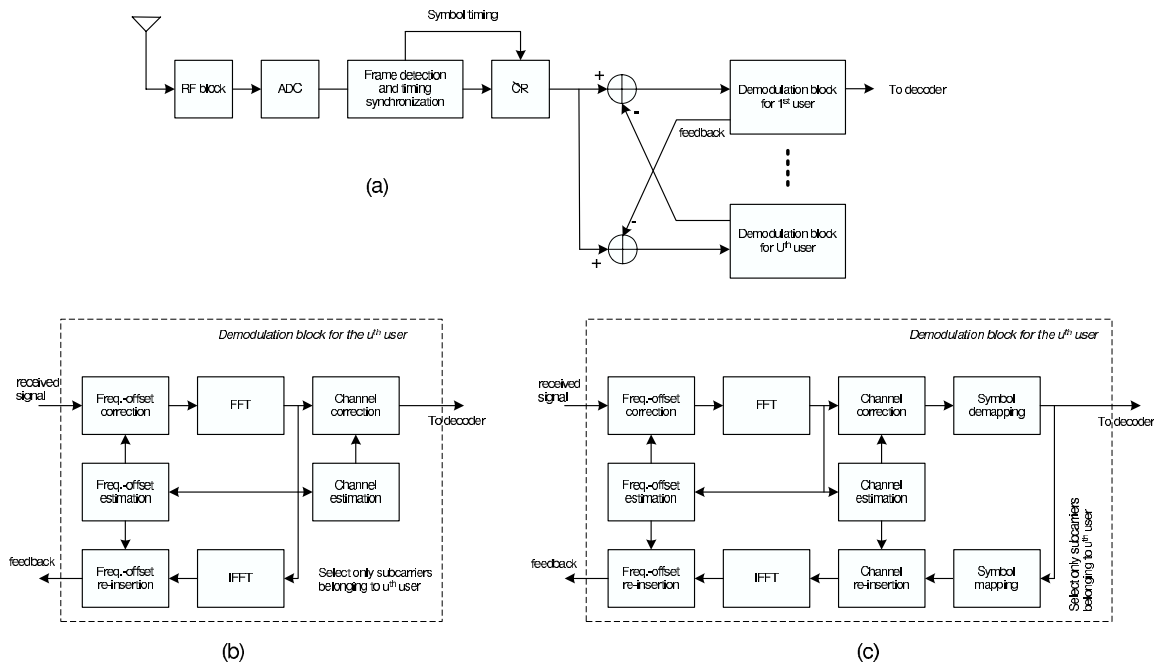 Symbol timing
RF block
ADC
Frame detection
and timing
synchronization
CR
+
-
Demodulation block
for 1st user
To decoder
feedback
-
+
Demodulation block
for Uth user
(a)
Demodulation block for the uth user
received
signal
Freq.-offset
correction
FFT
Channel
correction
To decoder
Freq.-offset
estimation
Channel
estimation
feedback
Freq.-offset
re-insertion
IFFT
Select only subcarriers
belonging to uth user
(b)
Demodulation block for the uth user
received
signal
Freq.-offset
correction
FFT
Channel
correction
Symbol
demapping
To decoder
Freq.-offset
estimation
Channel
estimation
feedback
Freq.-offset
re-insertion
IFFT
Channel
re-insertion
Symbol
mapping
Select only subcarriers
belonging to uth user
(c)